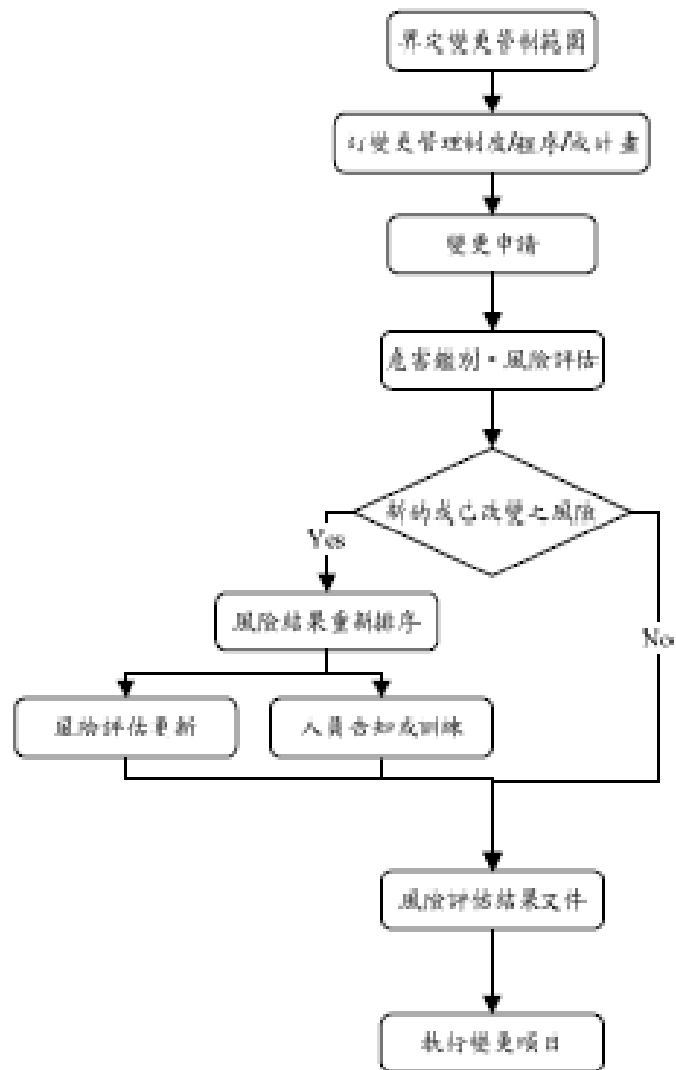 界定變更管制範圍
訂變更管理制度/程序/或計畫
變更申請
危害鑑別・風險評估
新的或已改變之風險
Yes
風險結果重新排序
No
風險評估更新
人員告知或訓練
風險評估結果文件
執行變更項目